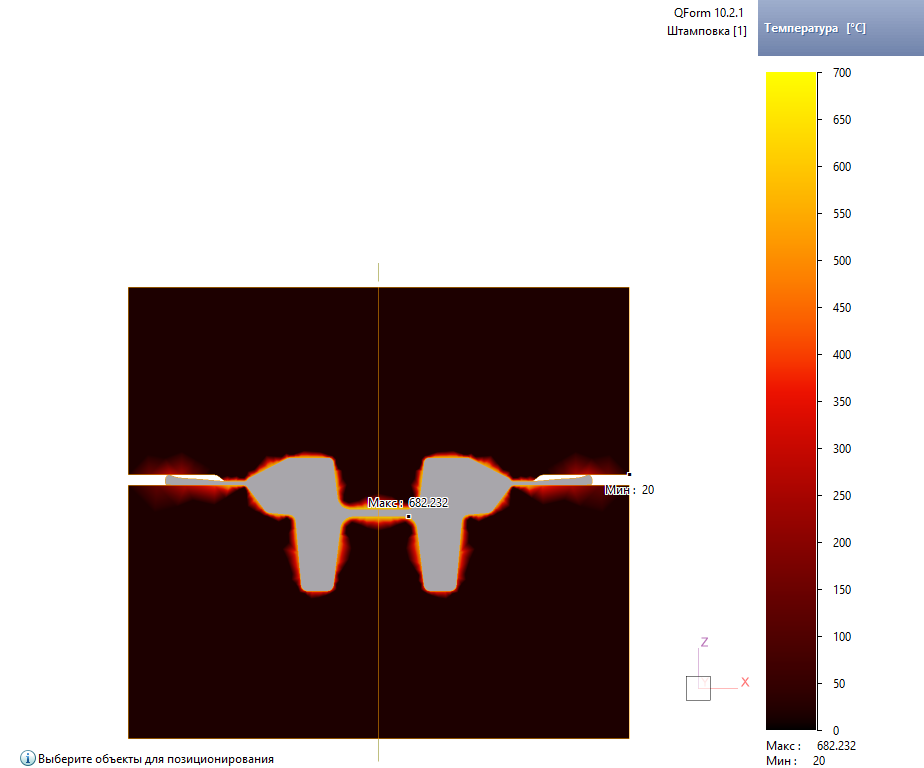 QForm 10.2.1
Штамповка [1]
Температура [°C]
700
650
600
550
500
450
400
350
300
250
200
150
100
50
0
Макс : 682.232
Мин : 20
Макс : 682.232
Мин : 20
Z
X
Y
Выберите объекты для позиционирования